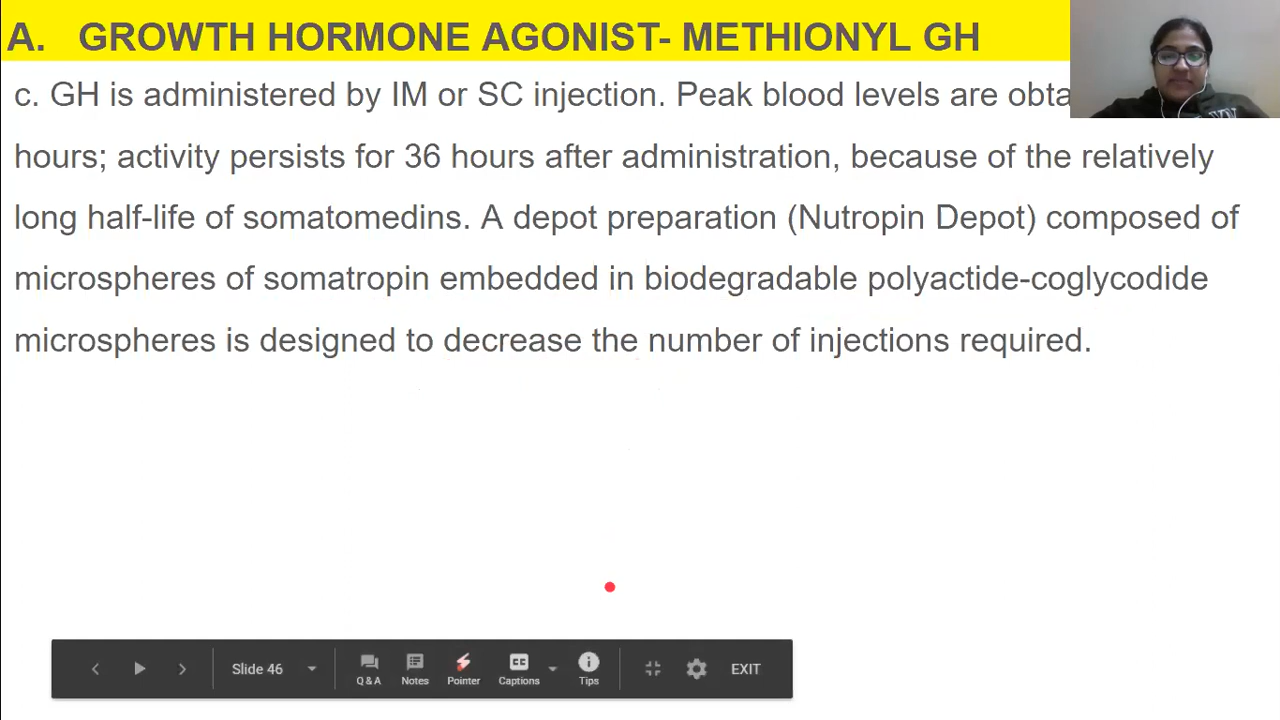 A. GROWTH HORMONE AGONIST- METHIONYL GH
c. GH is administered by IM or SC injection. Peak blood levels are
hours; activity persists for 36 hours after administration, because of the relatively
long half-life of somatomedins. A depot preparation (Nutropin Depot) composed of
microspheres of somatropin embedded in biodegradable polyactide-coglycodide
microspheres is designed to decrease the number of injections required.
Slide 46
Q & A
Notes
Pointer
CC
Captions
Tips
EXIT